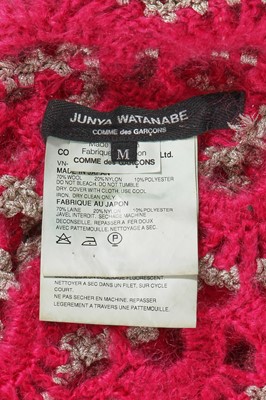 JUNYA WATANABE
COMME des GARÇONS
M
Made
Fabrique
CO Ltd.
COMME des GARCONS
VN-
MADE IN JAPAN
70% WOOL 20% NYLON 10% POLYESTER
DO NOT BLEACH. DO NOT TUMBLE
DRY. COVER WITH CLOTH, USE COOL
IRON. DRY CLEAN ONLY.
FABRIQUE AU JAPON
70% LAINE 20% NYLON 10% POLYESTER
JAVEL INTERDIT. SECHAGE MACHINE
DECONSEILLE. REPASSER A FER DOUX
AVEC PATTEMOUILLE. NETTOYAGE A SEC.
P
NETTOYER A SEC DANS UN FILET, SUR CYCLE
COURT.
NE PAS SECHER EN MACHINE. REPASSER
LEGEREMENT A TRAVERS UNE PATTEMOUILLE.